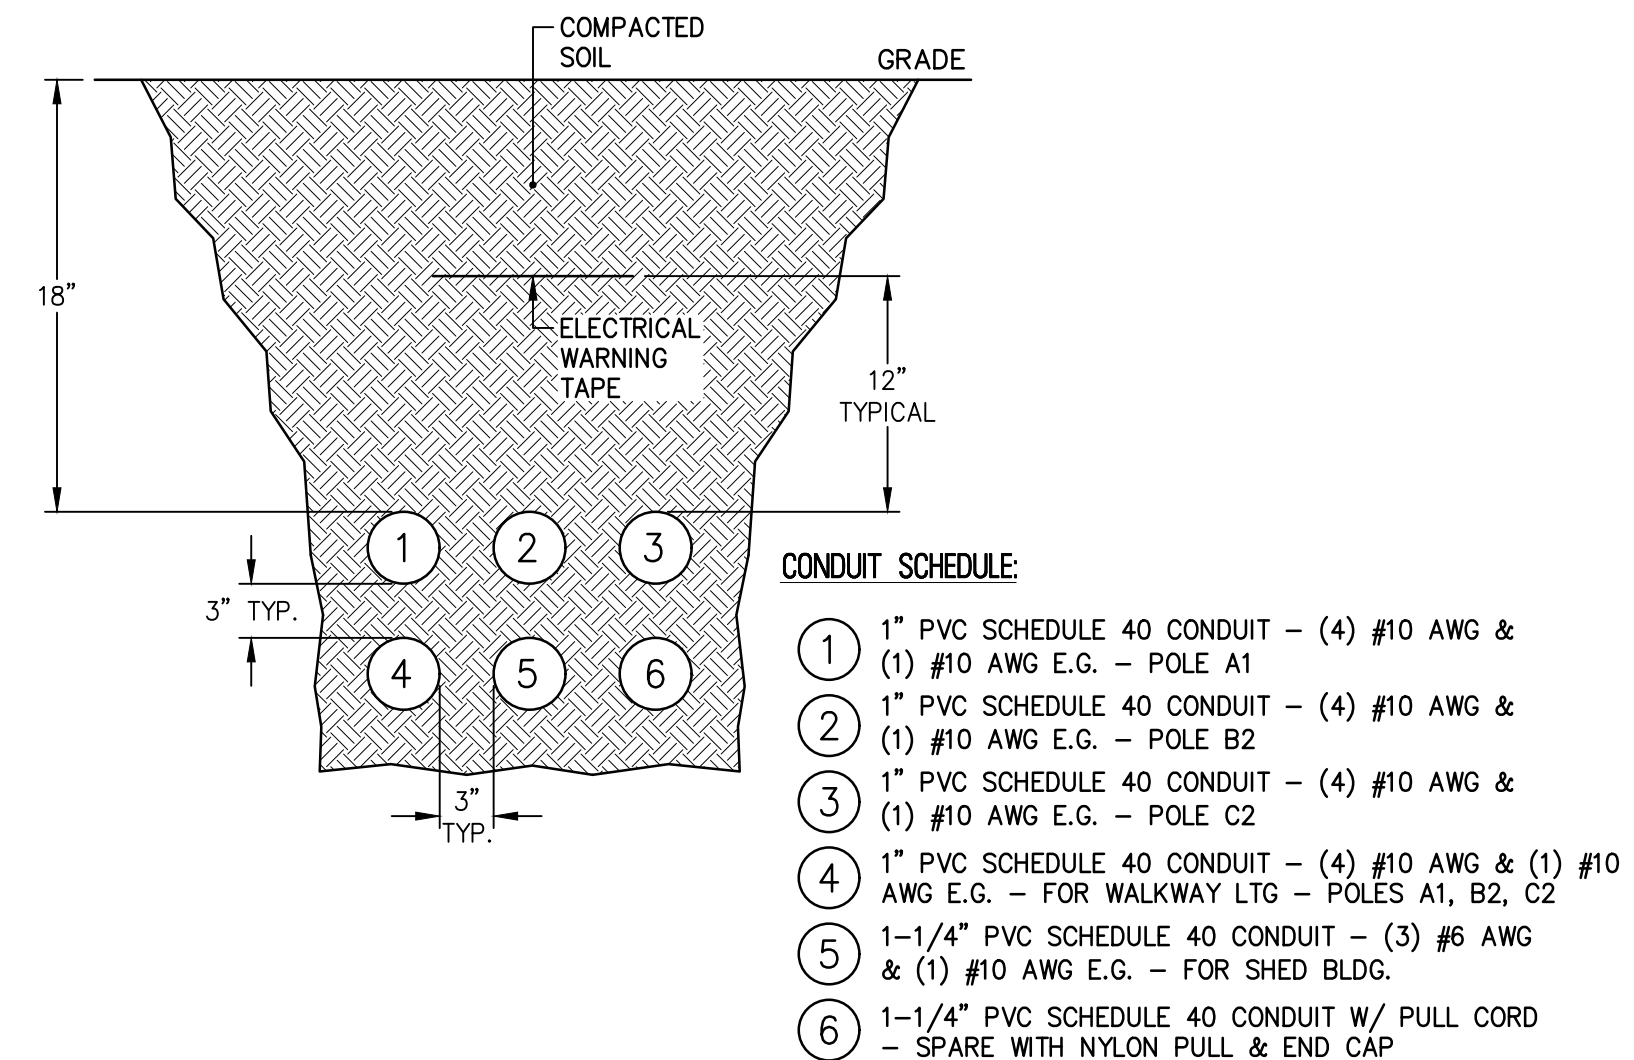 COMPACTED
SOIL
GRADE
18”
ELECTRICAL
WARNING
TAPE
12”
TYPICAL
1 2 3
3” TYP.
4 5 6
3”
TYP.
CONDUIT SCHEDULE:
1 1” PVC SCHEDULE 40 CONDUIT – (4) #10 AWG &
(1) #10 AWG E.G. – POLE A1
2 1” PVC SCHEDULE 40 CONDUIT – (4) #10 AWG &
(1) #10 AWG E.G. – POLE B2
3 1” PVC SCHEDULE 40 CONDUIT – (4) #10 AWG &
(1) #10 AWG E.G. – POLE C2
4 1” PVC SCHEDULE 40 CONDUIT – (4) #10 AWG & (1) #10
AWG E.G. – FOR WALKWAY LTG – POLES A1, B2, C2
5 1–1/4” PVC SCHEDULE 40 CONDUIT – (3) #6 AWG
& (1) #10 AWG E.G. – FOR SHED BLDG.
6 1–1/4” PVC SCHEDULE 40 CONDUIT W/ PULL CORD
– SPARE WITH NYLON PULL & END CAP